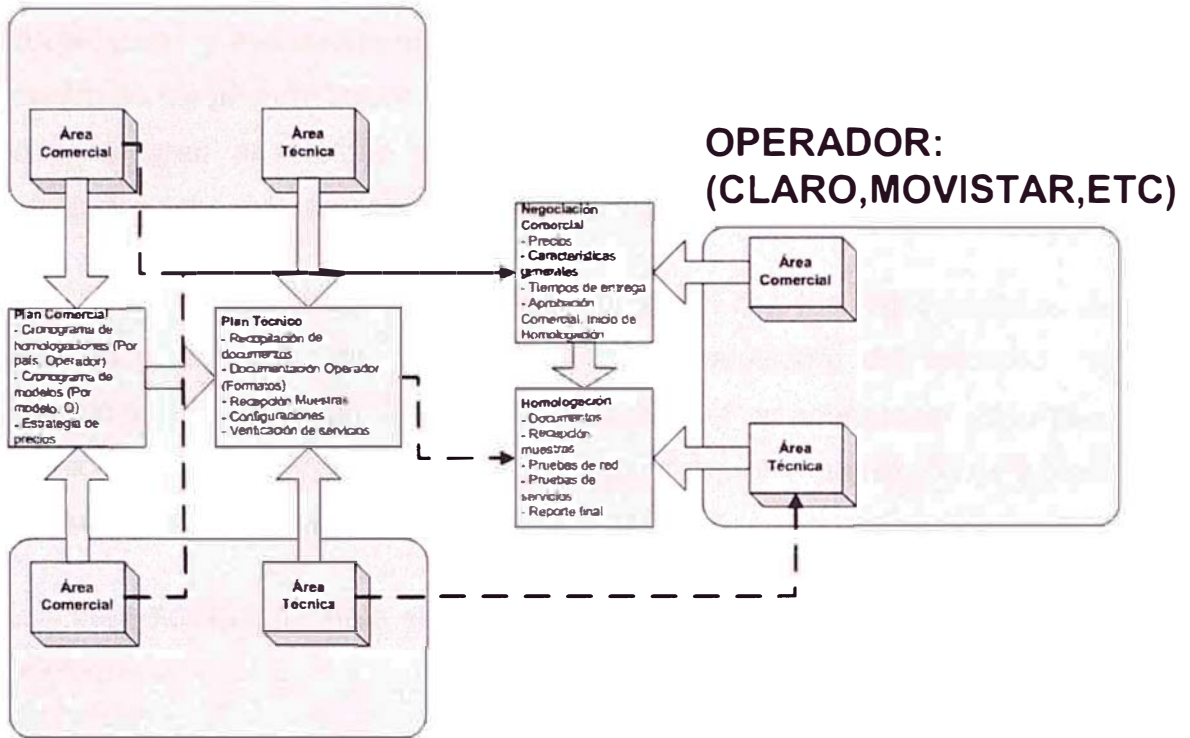 Área
Comercial
Área
Técnica
OPERADOR:
(CLARO,MOVISTAR,ETC)
Negociación
Comercial
- Precios
- Características
generales
- Tiempos de entrega
- Aprobación
Comercial. Inicio de
Homologación
Área
Comercial
Plan Comercial
- Cronograma de
homologaciones (Por
país, Operador)
- Cronograma de
modelos (Por
modelo, Q)
- Estrategia de
precios
Plan Técnico
- Recopilación de
documentos
- Documentación Operador
(Formatos)
- Recepción Muestras
- Configuraciones
- Verificación de servicios
Homologación
- Documentos
- Recepción
muestras
- Pruebas de red
- Pruebas de
servicios
- Reporte final
Área
Técnica
Área
Comercial
Área
Técnica